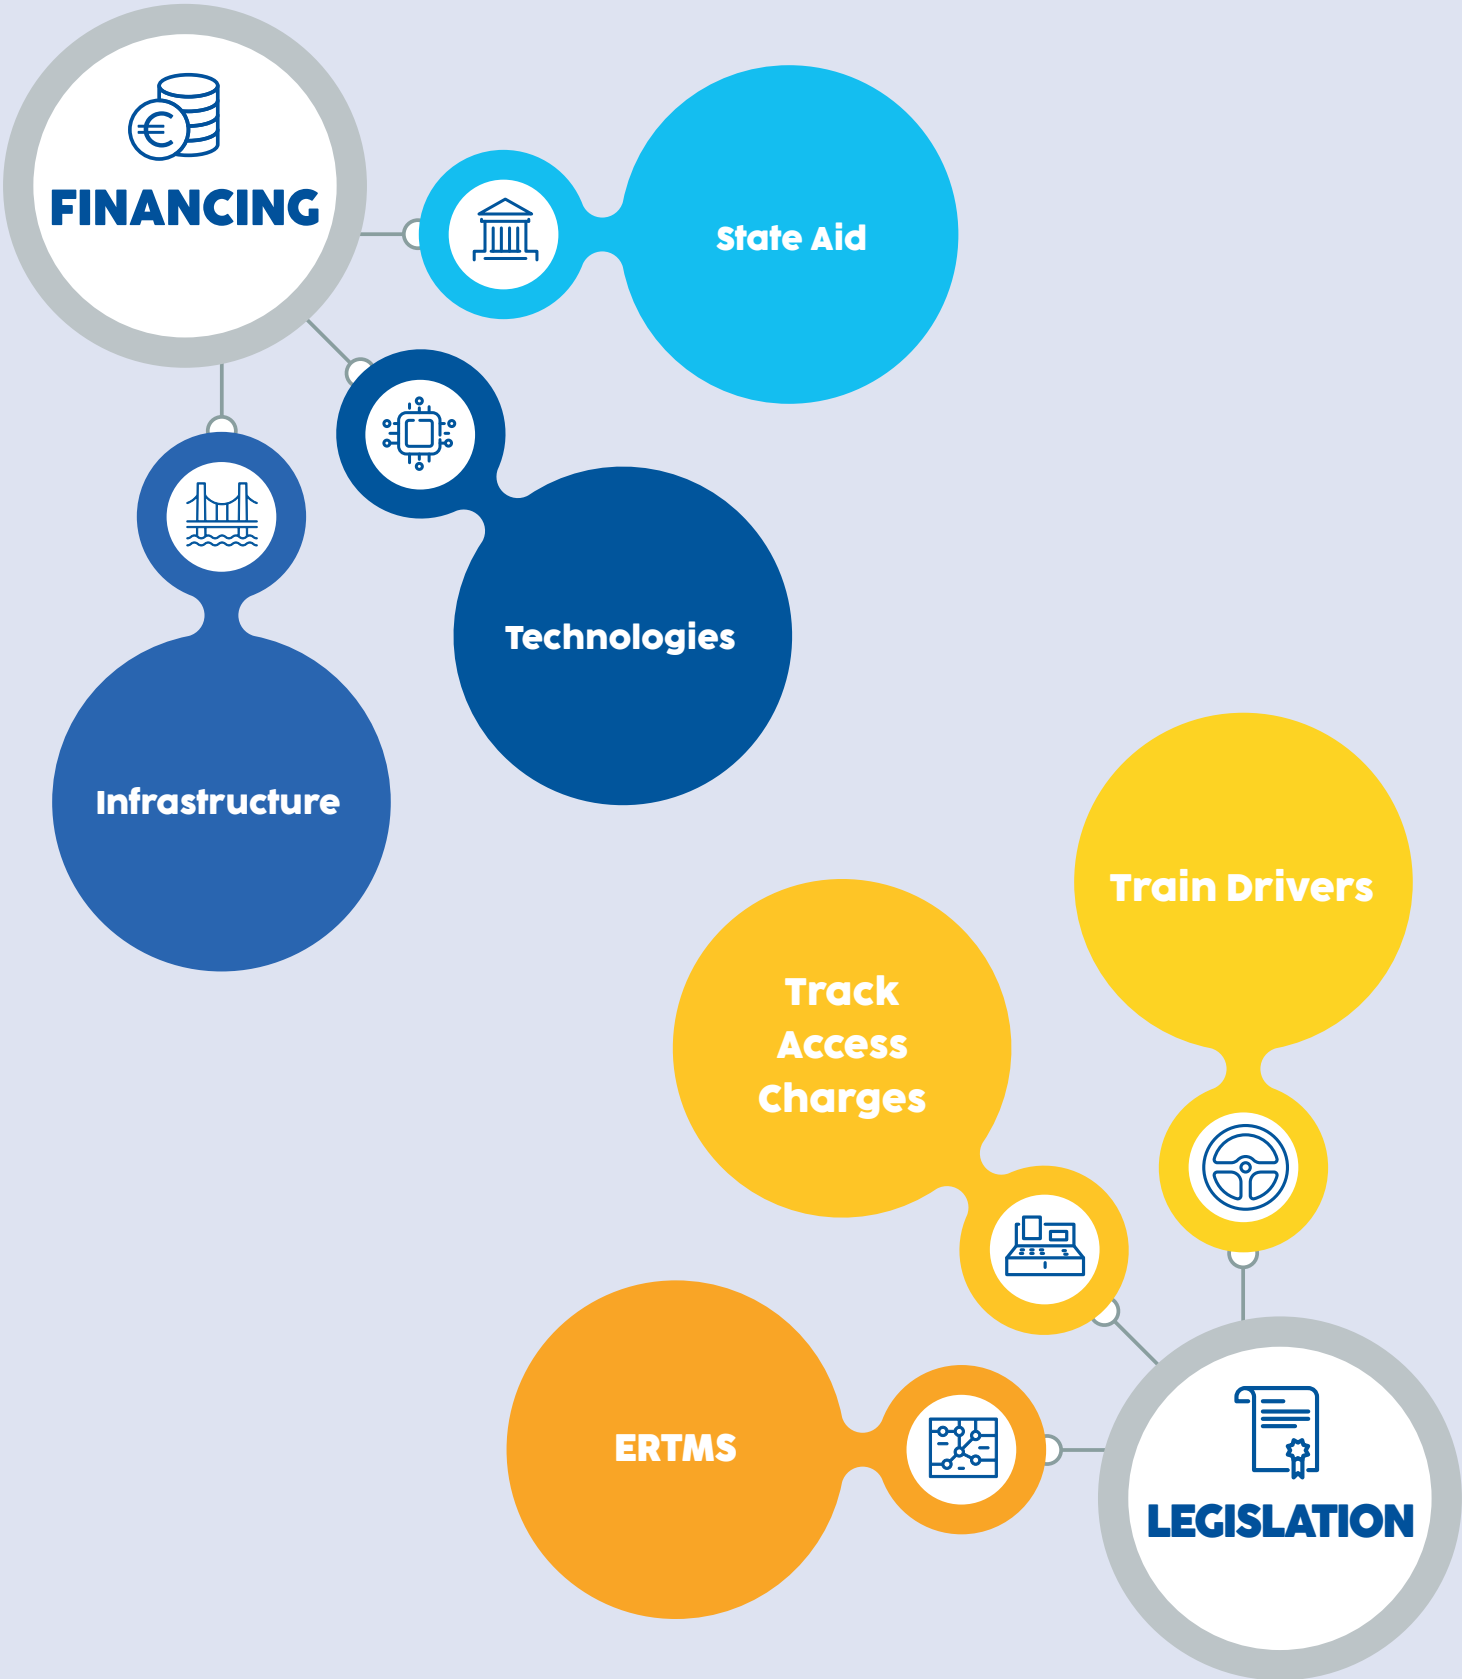 FINANCING
State Aid
Technologies
Infrastructure
Train Drivers
Track
Access
Charges
ERTMS
LEGISLATION